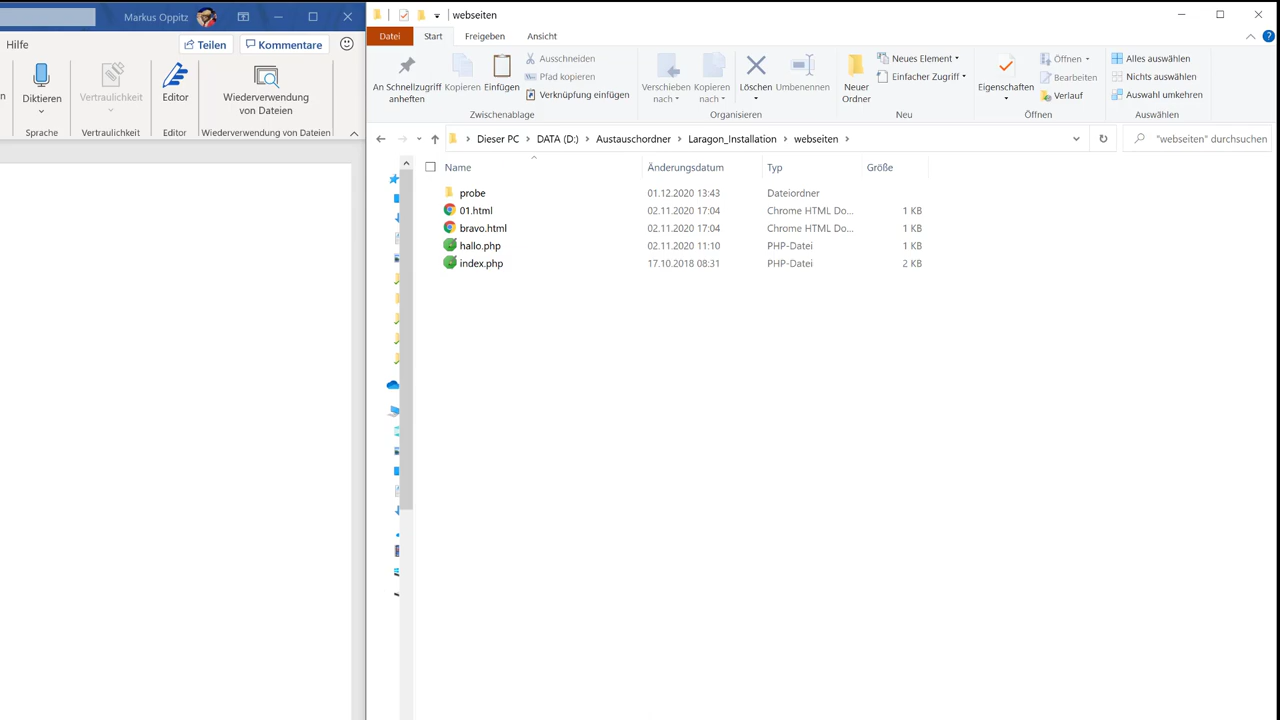 Markus Oppitz
Hilfe
Teilen
Kommentare
Diktieren
Vertraulichkeit
Editor
Wiederverwendung
von Dateien
Sprache
Vertraulichkeit
Editor
Wiederverwenden von Dateien
webseiten
Datei
Start
Freigeben
Ansicht
An Schnellzugriff
anheften
Kopieren
Einfügen
Ausschneiden
Pfad kopieren
Verknüpfung einfügen
Zwischenablage
Verschieben
nach
Kopieren
nach
Löschen
Umbenennen
Organisieren
Neuer
Ordner
Neues Element
Einfacher Zugriff
Neu
Eigenschaften
Öffnen
Bearbeiten
Verlauf
Öffnen
Alles auswählen
Nichts auswählen
Auswahl umkehren
Auswählen
Dieser PC
DATA (D:)
Austauschordner
Laragon_Installation
webseiten
"webseiten" durchsuchen
Name Änderungsdatum Typ Größe
probe 01.12.2020 13:43 Dateiordner
01.html 02.11.2020 17:04 Chrome HTML Do... 1 KB
bravo.html 02.11.2020 17:04 Chrome HTML Do... 1 KB
hallo.php 02.11.2020 11:10 PHP-Datei 1 KB
index.php 17.10.2018 08:31 PHP-Datei 2 KB